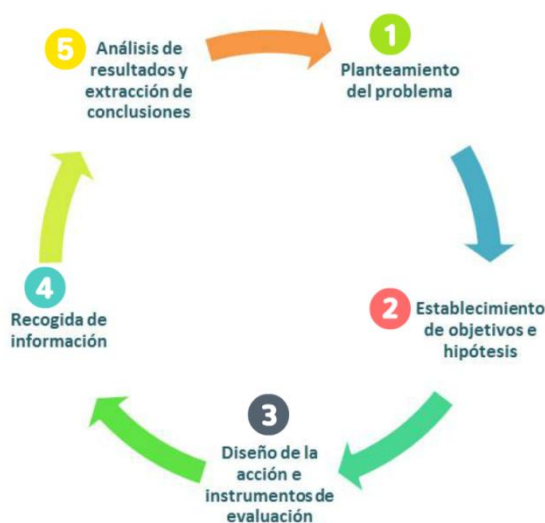 1
Planteamiento
del problema
2
Establecimiento
de objetivos e
hipótesis
3
Diseño de la
acción e
instrumentos de
evaluación
4
Recogida de
información
5
Análisis de
resultados y
extracción de
conclusiones